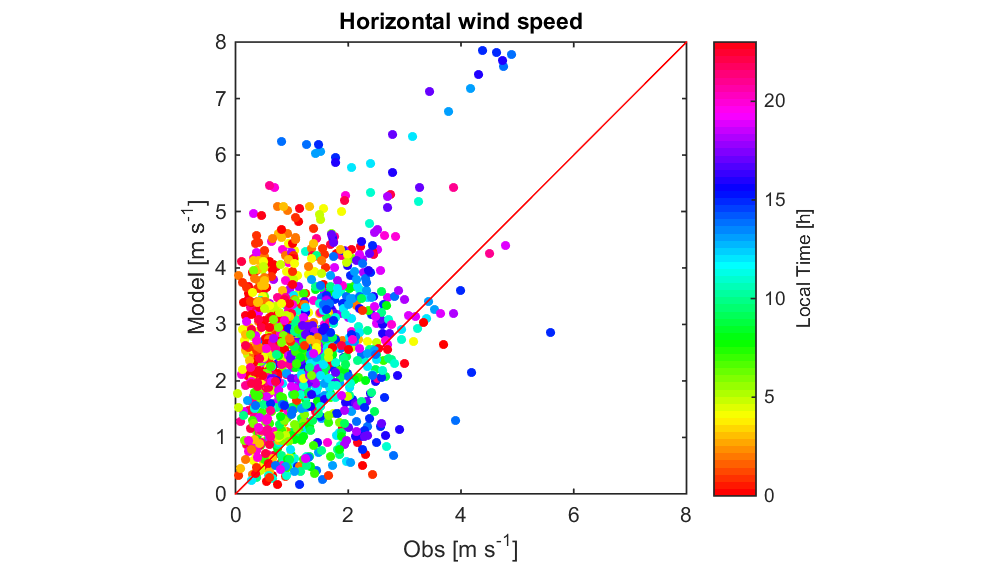 Horizontal wind speed
8
7
6
5
4
3
2
1
0
Model [m s-1]
0 2 4 6 8
Obs [m s-1]
20
15
10
5
0
Local Time [h]